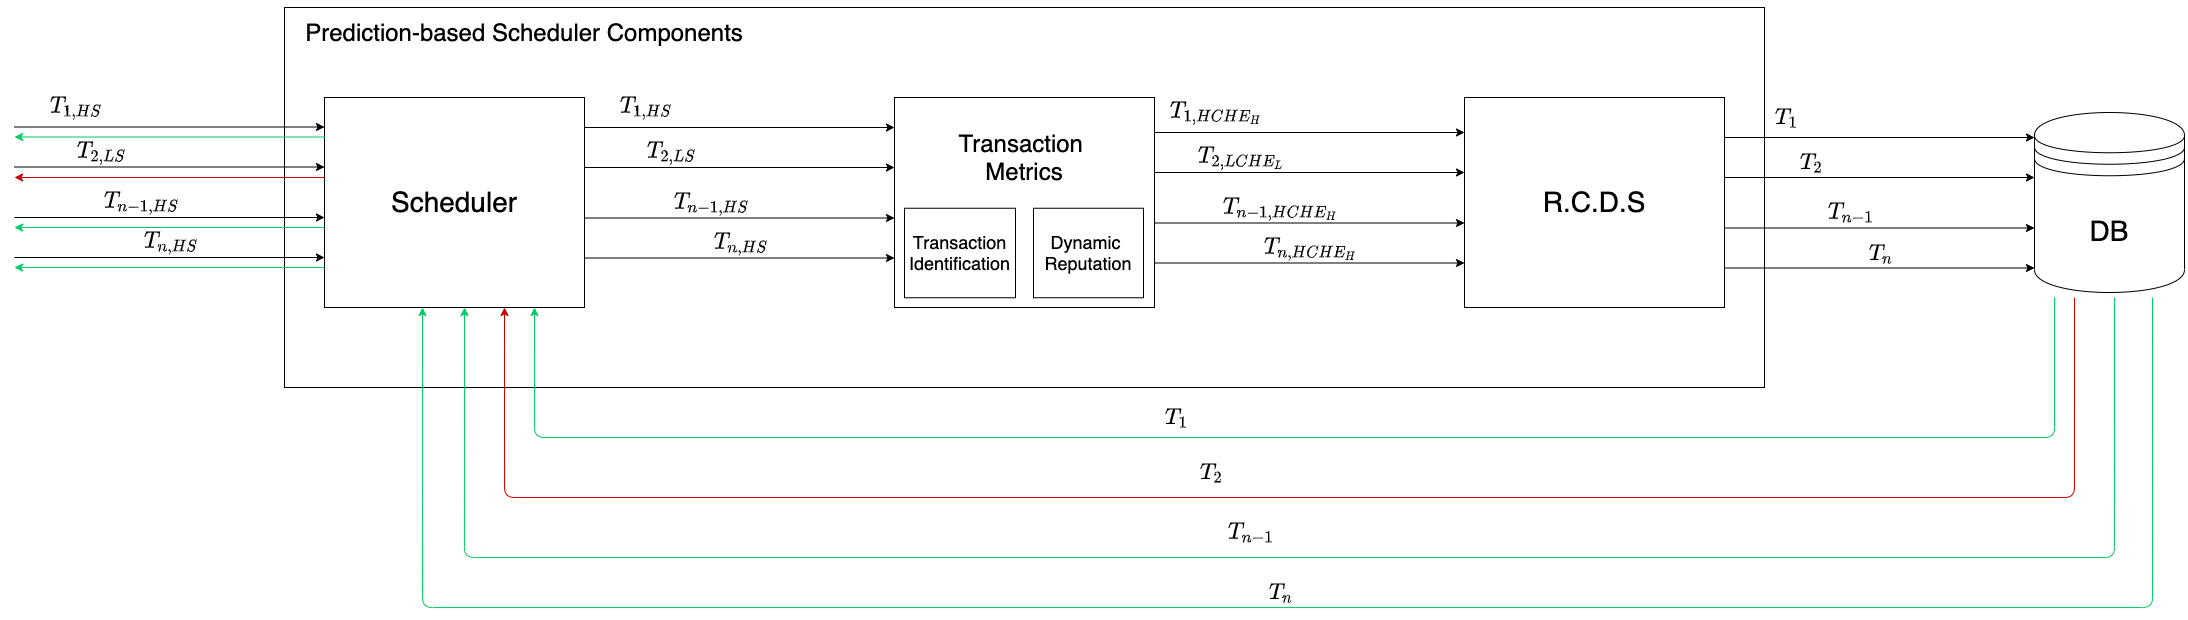 Prediction-based Scheduler Components
T_{1,HS}
T_{2,LS}
T_{n-1,HS}
T_{n,HS}
Scheduler
T_{1,HS}
T_{2,LS}
T_{n-1,HS}
T_{n,HS}
Transaction
Metrics
Transaction
Identification
Dynamic
Reputation
T_{1,HCHE_H}
T_{2,LCHE_L}
T_{n-1,HCHE_H}
T_{n,HCHE_H}
R.C.D.S
T_1
T_2
T_{n-1}
T_n
DB
T_1
T_2
T_{n-1}
T_n